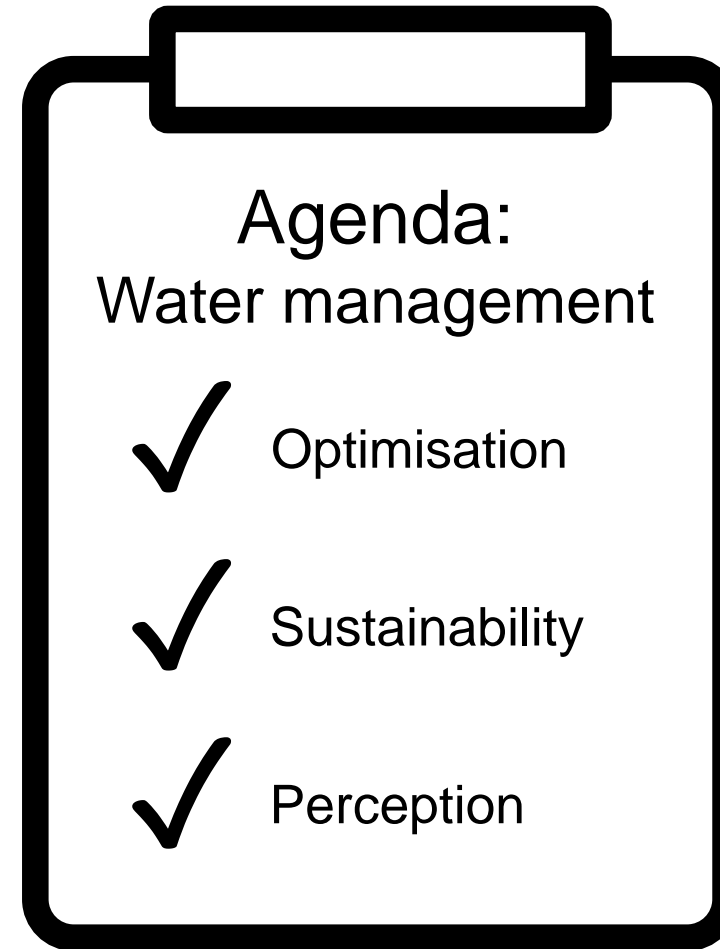 Agenda:
Water management
Optimisation
Sustainability
Perception